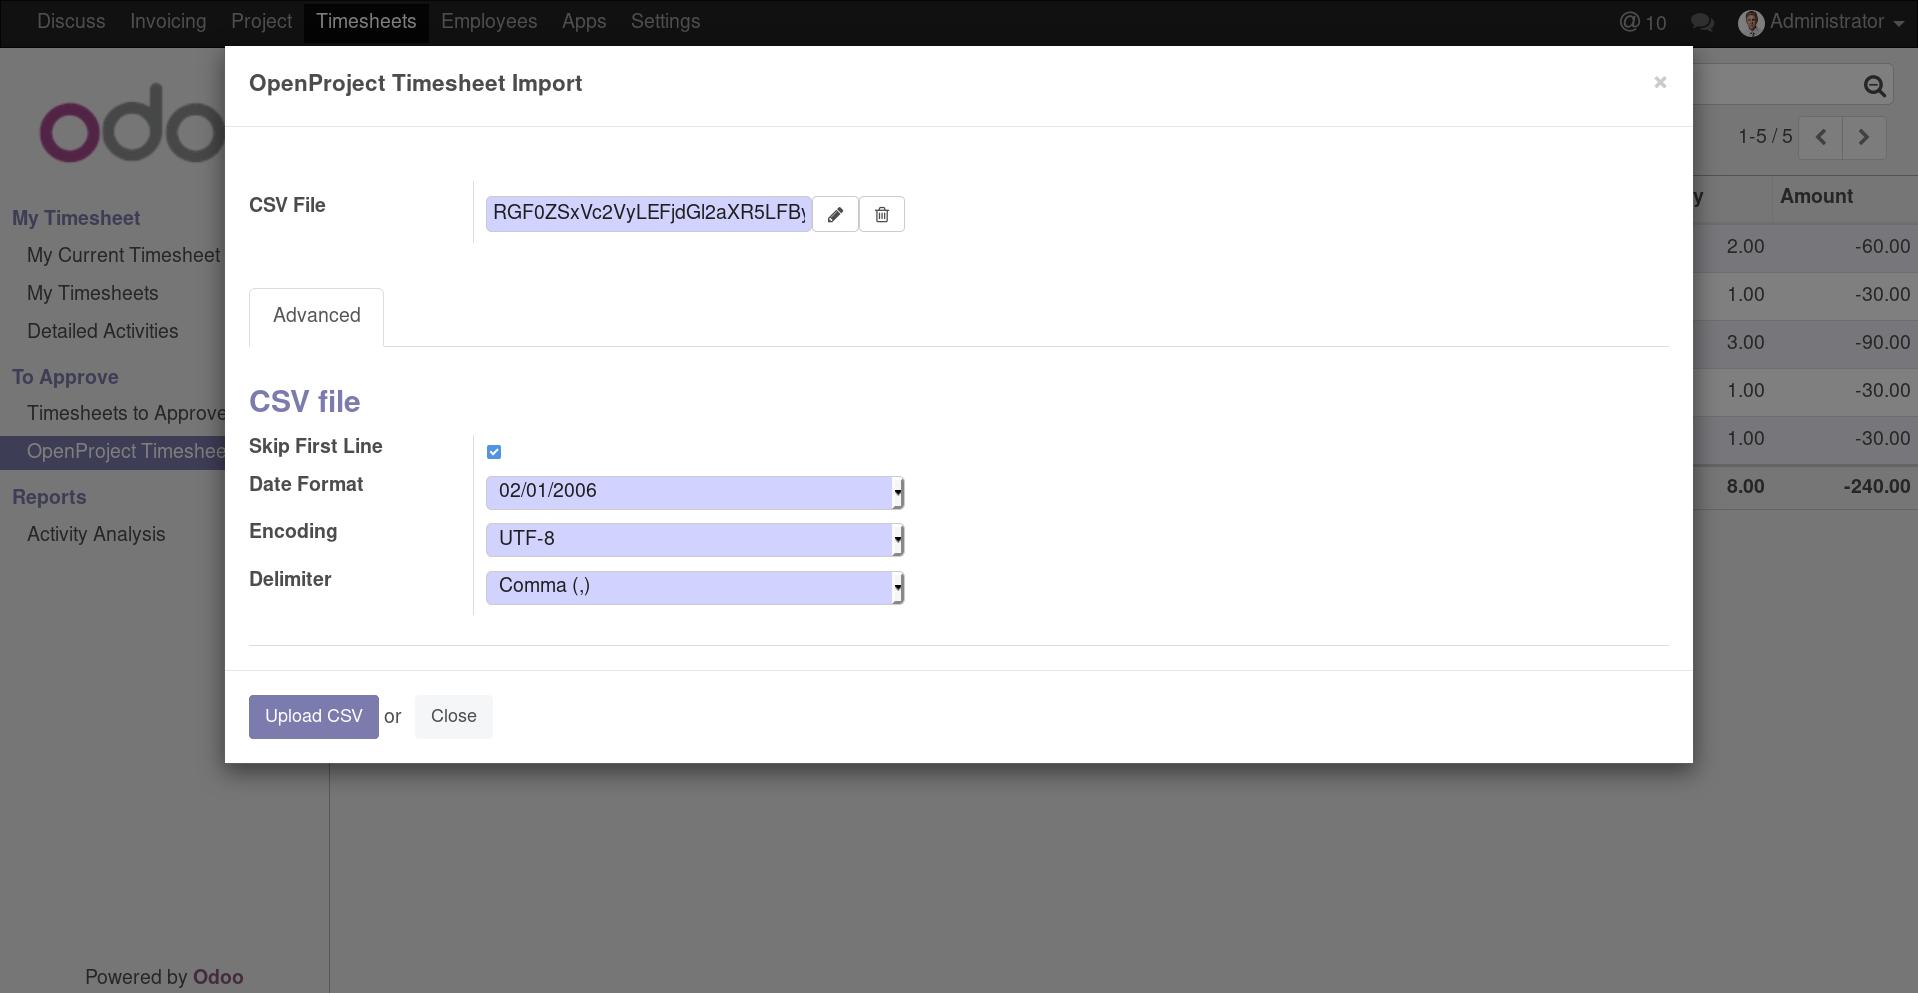 Discuss Invoicing Project Timesheets Employees Apps Settings @ 10 Administrator
OpenProject Timesheet Import ×
odoo
1-5 / 5
CSV File RGF0ZSxVc2VyLEFjdGl2aXR5LFBy
My Timesheet
My Current Timesheet
My Timesheets
Detailed Activities
To Approve
Timesheets to Approve
OpenProject Timeshee
Reports
Activity Analysis
Advanced
CSV file
Skip First Line
Date Format 02/01/2006
Encoding UTF-8
Delimiter Comma (,)
Upload CSV or Close
y Amount
2.00 -60.00
1.00 -30.00
3.00 -90.00
1.00 -30.00
1.00 -30.00
8.00 -240.00
Powered by Odoo